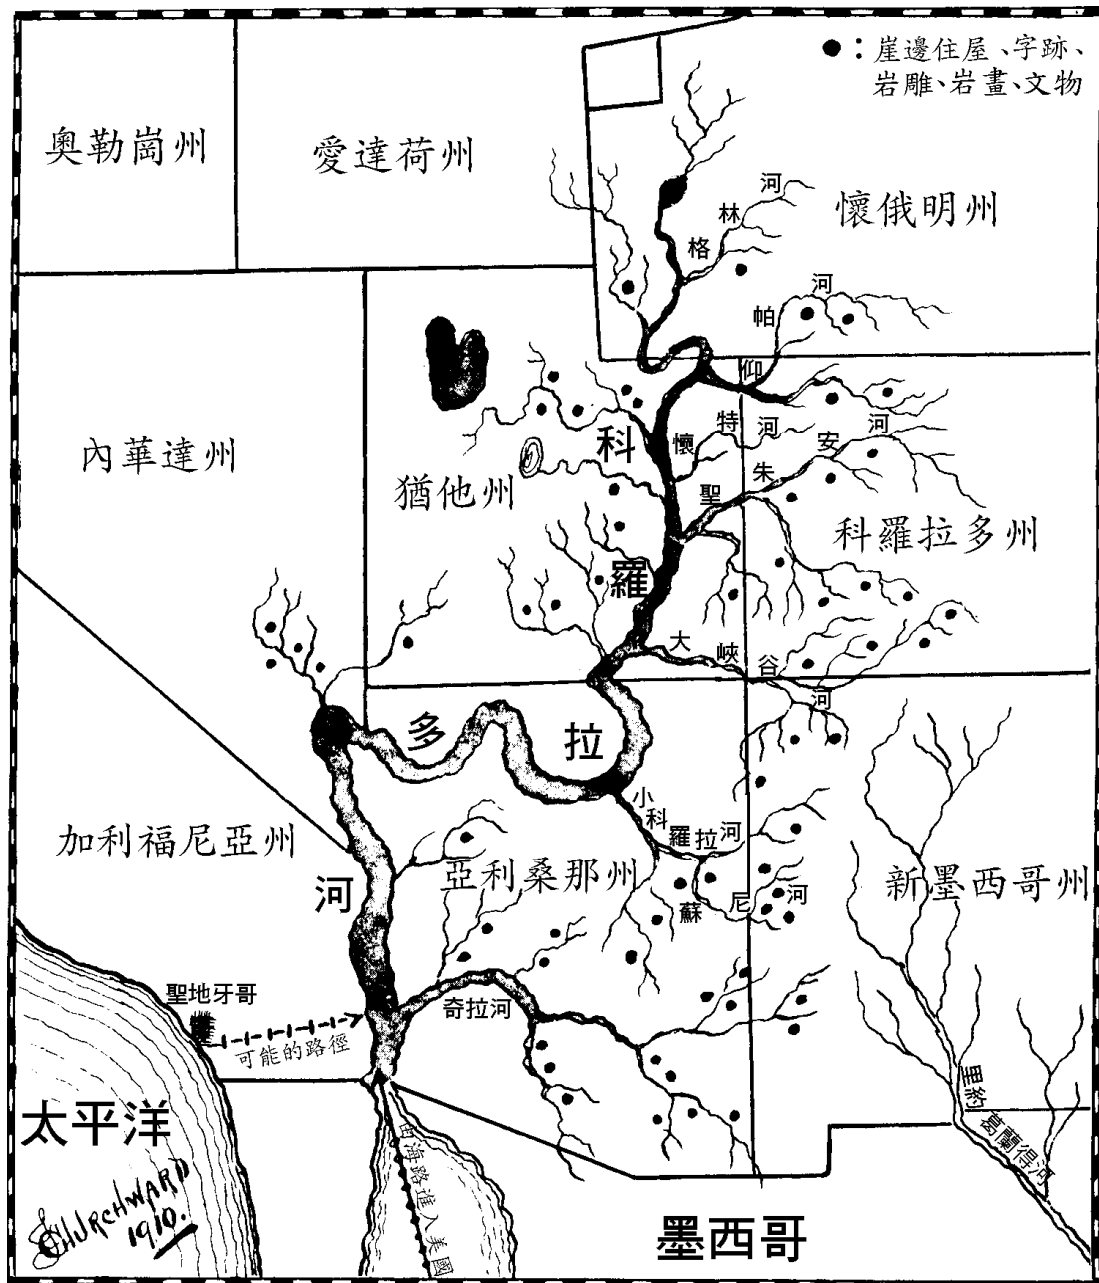 ●：崖邊住屋、字跡、
岩雕、岩畫、文物
奧勒崗州
愛達荷州
懷俄明州
格林河
帕河
仰
內華達州
猶他州
科羅拉多河
懷特河
聖朱安河
科羅拉多州
大峽谷河
加利福尼亞州
亞利桑那州
小科羅拉河
蘇尼河
新墨西哥州
聖地牙哥
可能的路徑
奇拉河
里約葛蘭得河
太平洋
由海路進入美國
墨西哥
CHURCHWARD
1910.